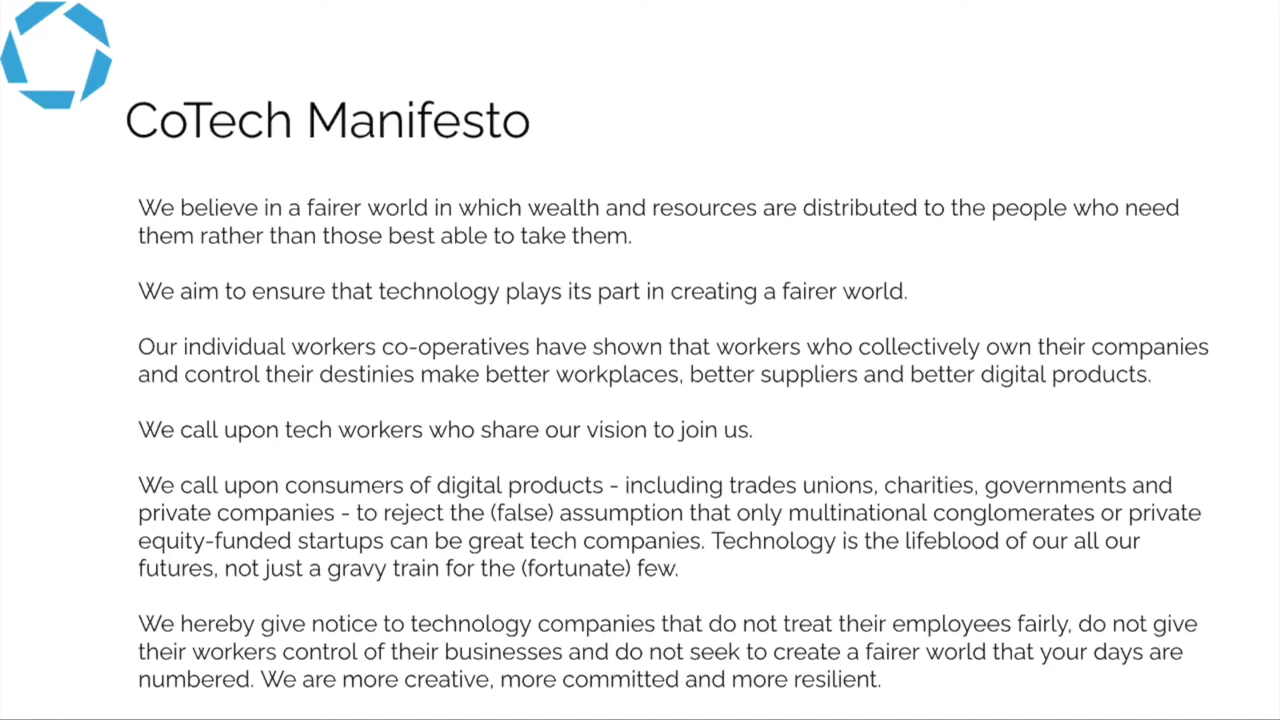 CoTech Manifesto
We believe in a fairer world in which wealth and resources are distributed to the people who need
them rather than those best able to take them.
We aim to ensure that technology plays its part in creating a fairer world.
Our individual workers co-operatives have shown that workers who collectively own their companies
and control their destinies make better workplaces, better suppliers and better digital products.
We call upon tech workers who share our vision to join us.
We call upon consumers of digital products - including trades unions, charities, governments and
private companies - to reject the (false) assumption that only multinational conglomerates or private
equity-funded startups can be great tech companies. Technology is the lifeblood of our all our
futures, not just a gravy train for the (fortunate) few.
We hereby give notice to technology companies that do not treat their employees fairly, do not give
their workers control of their businesses and do not seek to create a fairer world that your days are
numbered. We are more creative, more committed and more resilient.